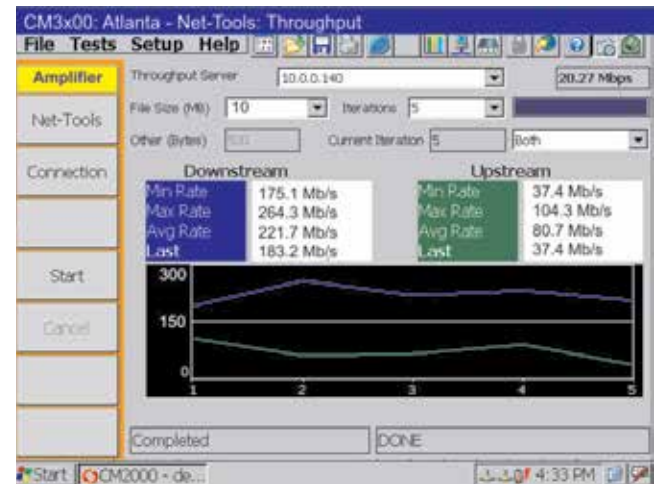 CM3x00: Atlanta - Net-Tools: Throughput
File Tests Setup Help
Amplifier
Net-Tools
Connection
Start
Cancel
Throughput Server 10.0.0.140 20.27 Mbps
File Size (MB) 10 Iterations 5
Other (Bytes) Current Iteration 5 Both
Downstream Upstream
Min Rate 175.1 Mb/s Min Rate 37.4 Mb/s
Max Rate 264.3 Mb/s Max Rate 104.3 Mb/s
Avg Rate 221.7 Mb/s Avg Rate 80.7 Mb/s
Last 183.2 Mb/s Last 37.4 Mb/s
300
150
0
1 2 3 4 5
Completed DONE
Start CM2000 - de... 4:33 PM